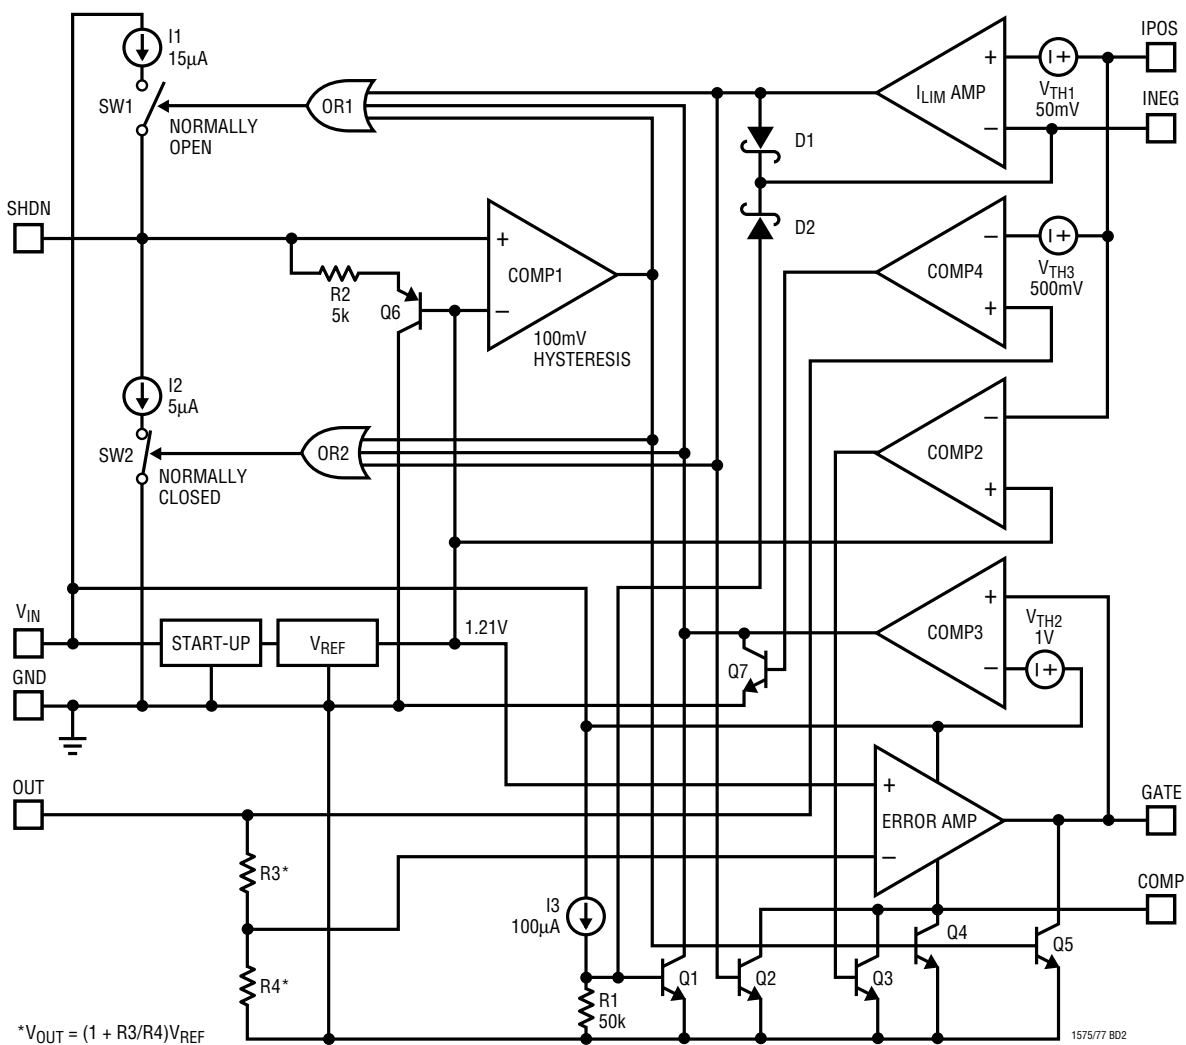 I1
15µA
IPOS
SW1
OR1
NORMALLY
OPEN
ILIM AMP
+
−
I+
VTH1
50mV
INEG
D1
D2
SHDN
R2
5k
Q6
+
−
COMP1
100mV
HYSTERESIS
COMP4
−
+
I+
VTH3
500mV
I2
5µA
SW2
OR2
NORMALLY
CLOSED
COMP2
−
+
VIN
START-UP
VREF
1.21V
COMP3
+
−
VTH2
1V
I+
GND
Q7
OUT
+
ERROR AMP
−
GATE
R3*
I3
100µA
COMP
Q4
Q5
R4*
R1
50k
Q1
Q2
Q3
*VOUT = (1 + R3/R4)VREF
1575/77 BD2